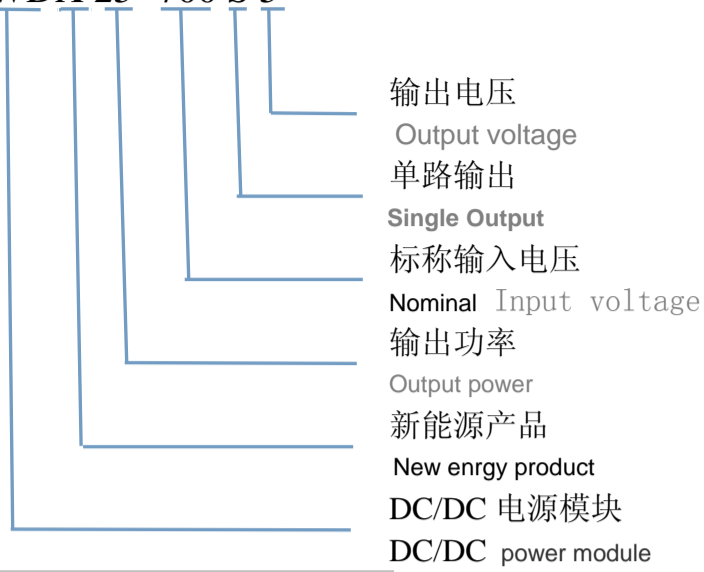 输出电压
Output voltage
单路输出
Single Output
标称输入电压
Nominal Input voltage
输出功率
Output power
新能源产品
New enrgy product
DC/DC 电源模块
DC/DC power module